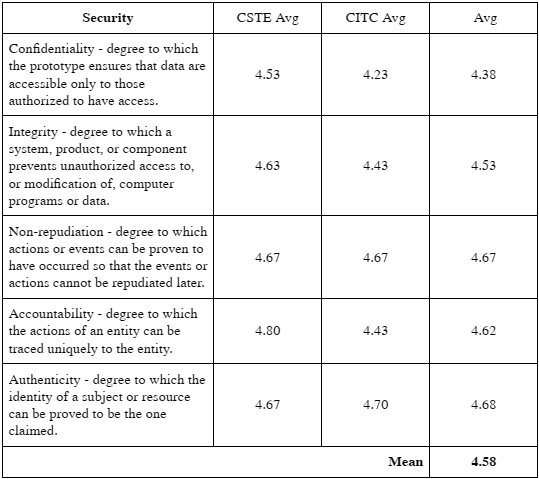 Security CSTE Avg CITC Avg Avg
Confidentiality - degree to which
the prototype ensures that data are
accessible only to those
authorized to have access.
4.53 4.23 4.38
Integrity - degree to which a
system, product, or component
prevents unauthorized access to,
or modification of, computer
programs or data.
4.63 4.43 4.53
Non-repudiation - degree to which
actions or events can be proven to
have occurred so that the events or
actions cannot be repudiated later.
4.67 4.67 4.67
Accountability - degree to which
the actions of an entity can be
traced uniquely to the entity.
4.80 4.43 4.62
Authenticity - degree to which the
identity of a subject or resource
can be proved to be the one
claimed.
4.67 4.70 4.68
Mean 4.58